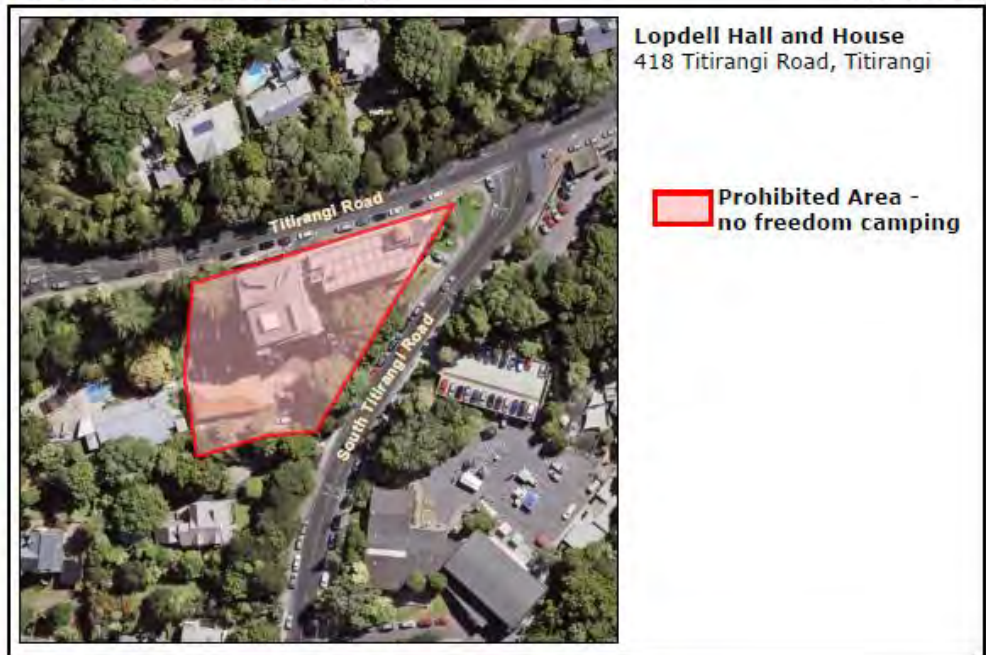 Lopdell Hall and House
418 Titirangi Road, Titirangi
Prohibited Area -
no freedom camping
Titirangi Road
South Titirangi Road